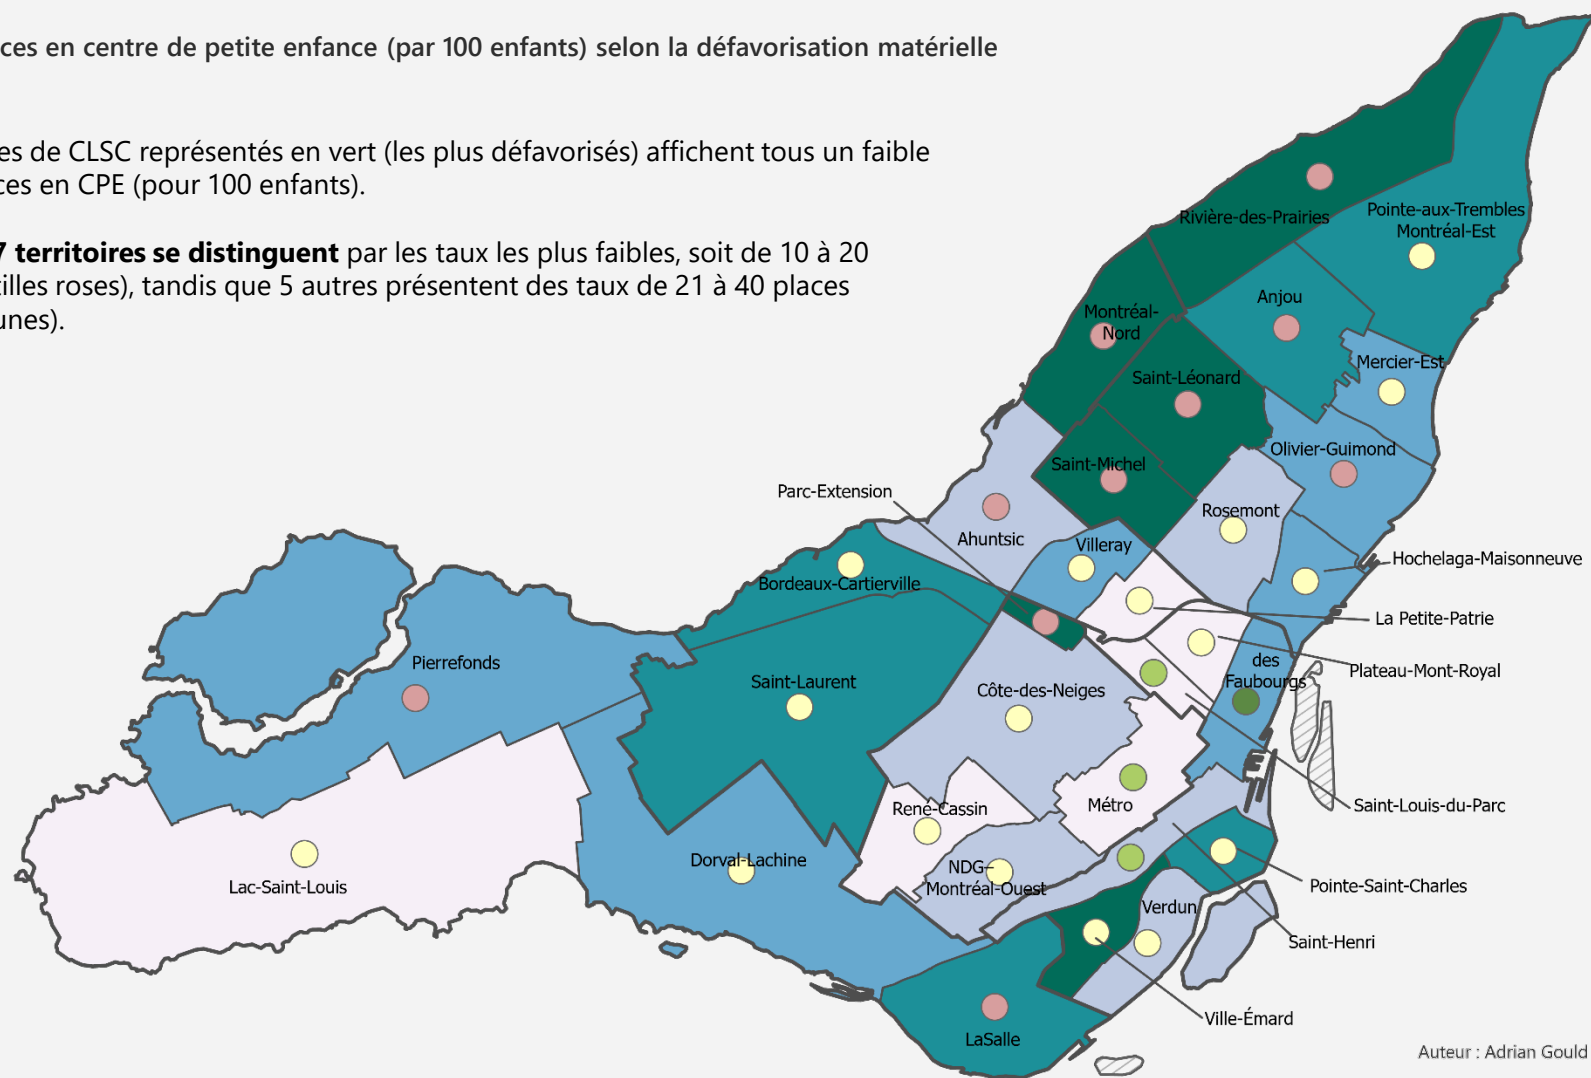 ces en centre de petite enfance (par 100 enfants) selon la défavorisation matérielle
es de CLSC représentés en vert (les plus défavorisés) affichent tous un faible
ces en CPE (pour 100 enfants).
7 territoires se distinguent par les taux les plus faibles, soit de 10 à 20
tilles roses), tandis que 5 autres présentent des taux de 21 à 40 places
unes).
Rivière-des-Prairies
Pointe-aux-Trembles
Montréal-Est
Anjou
Montréal-
Nord
Mercier-Est
Saint-Léonard
Olivier-Guimond
Saint-Michel
Parc-Extension
Rosemont
Ahuntsic
Villeray
Hochelaga-Maisonneuve
Bordeaux-Cartierville
La Petite-Patrie
Pierrefonds
des
Faubourgs
Plateau-Mont-Royal
Saint-Laurent
Côte-des-Neiges
Saint-Louis-du-Parc
Métro
René-Cassin
Dorval-Lachine
NDG–
Montréal-Ouest
Lac-Saint-Louis
Pointe-Saint-Charles
Verdun
Saint-Henri
Ville-Émard
LaSalle
Auteur : Adrian Gould